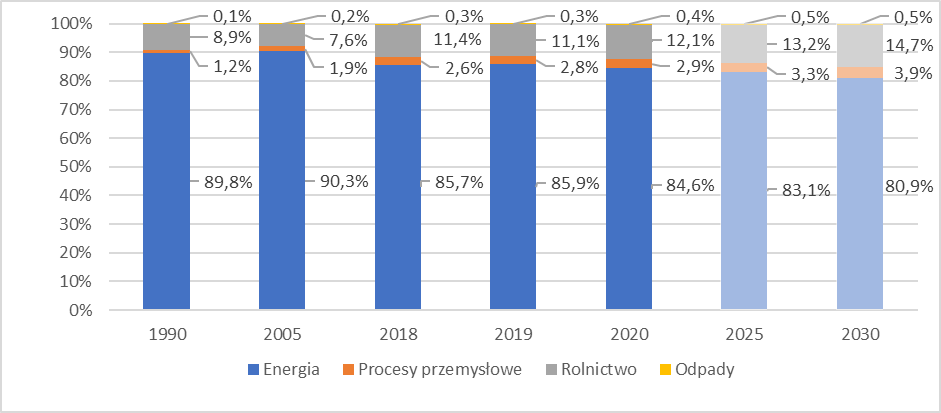 100% 0,1% 0,2% 0,3% 0,3% 0,4% 0,5% 0,5%
90% 8,9% 7,6% 11,4% 11,1% 12,1% 13,2% 14,7%
80% 1,2% 1,9% 2,6% 2,8% 2,9% 3,3% 3,9%
70%
60%
50%
40% 89,8% 90,3% 85,7% 85,9% 84,6% 83,1% 80,9%
30%
20%
10%
0%
1990 2005 2018 2019 2020 2025 2030
Energia Procesy przemysłowe Rolnictwo Odpady